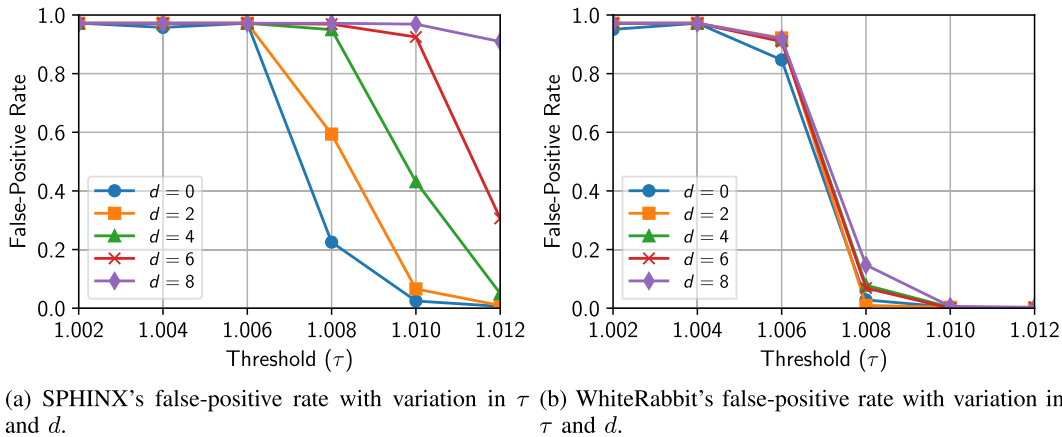 False-Positive Rate
1.0
0.8
0.6
0.4
0.2
0.0
d = 0
d = 2
d = 4
d = 6
d = 8
1.002 1.004 1.006 1.008 1.010 1.012
Threshold (τ)
False-Positive Rate
1.0
0.8
0.6
0.4
0.2
0.0
d = 0
d = 2
d = 4
d = 6
d = 8
1.002 1.004 1.006 1.008 1.010 1.012
Threshold (τ)
(a) SPHINX's false-positive rate with variation in τ
and d.
(b) WhiteRabbit's false-positive rate with variation in
τ and d.